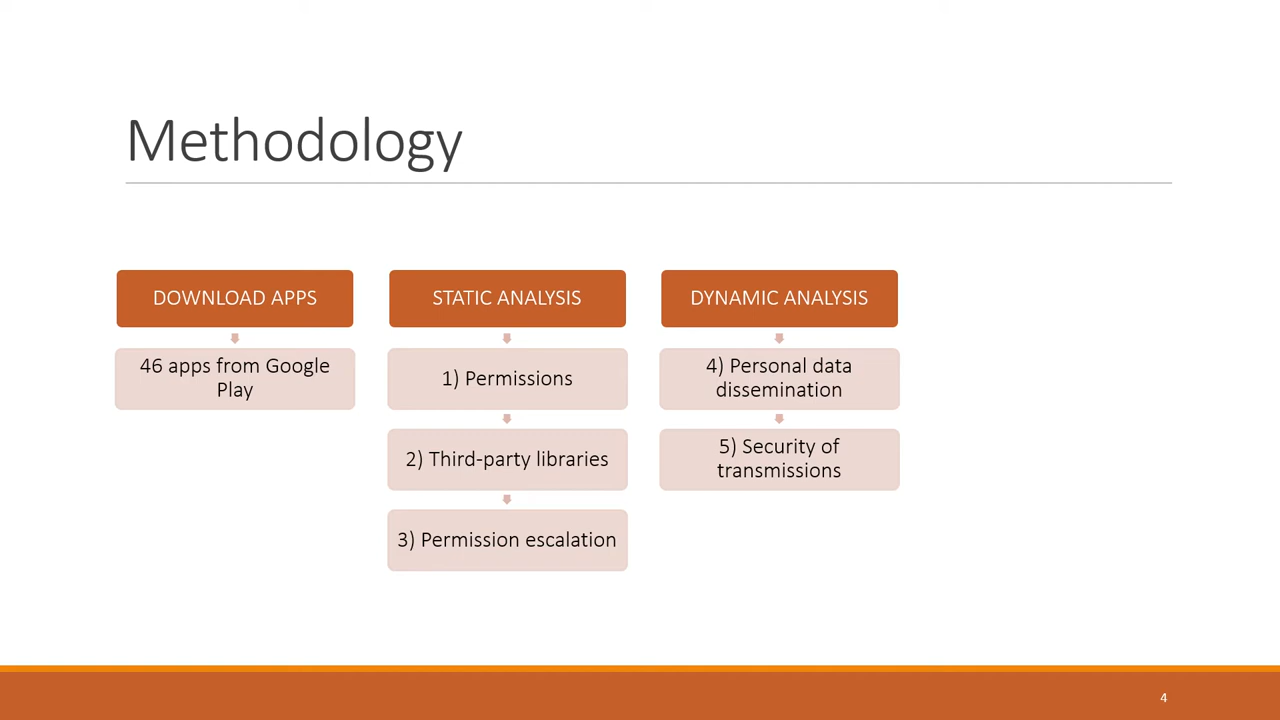 Methodology
DOWNLOAD APPS
46 apps from Google
Play
STATIC ANALYSIS
1) Permissions
2) Third-party libraries
3) Permission escalation
DYNAMIC ANALYSIS
4) Personal data
dissemination
5) Security of
transmissions
4